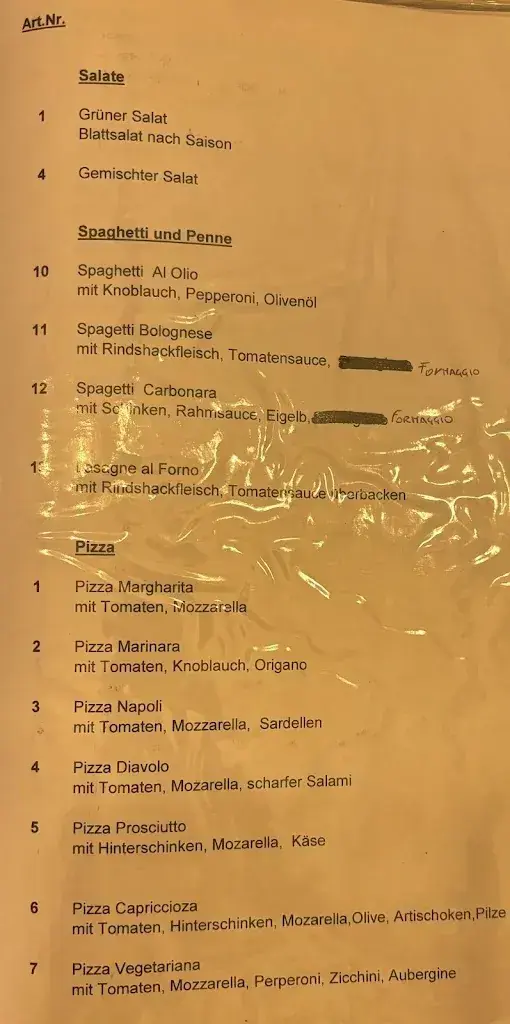 Art.Nr.
Salate
1 Grüner Salat
Blattsalat nach Saison
4 Gemischter Salat
Spaghetti und Penne
10 Spaghetti Al Olio
mit Knoblauch, Pepperoni, Olivenöl
11 Spagetti Bolognese
mit Rindshackfleisch, Tomatensauce, FORMAGGIO
12 Spagetti Carbonara
mit Schinken, Rahmsauce, Eigelb, FORMAGGIO
13 Lasagne al Forno
mit Rindshackfleisch, Tomatensauce überbacken
Pizza
1 Pizza Margharita
mit Tomaten, Mozzarella
2 Pizza Marinara
mit Tomaten, Knoblauch, Origano
3 Pizza Napoli
mit Tomaten, Mozzarella, Sardellen
4 Pizza Diavolo
mit Tomaten, Mozarella, scharfer Salami
5 Pizza Prosciutto
mit Hinterschinken, Mozarella, Käse
6 Pizza Capriccioza
mit Tomaten, Hinterschinken, Mozarella,Olive, Artischoken,Pilze
7 Pizza Vegetariana
mit Tomaten, Mozzarella, Perperoni, Zicchini, Aubergine